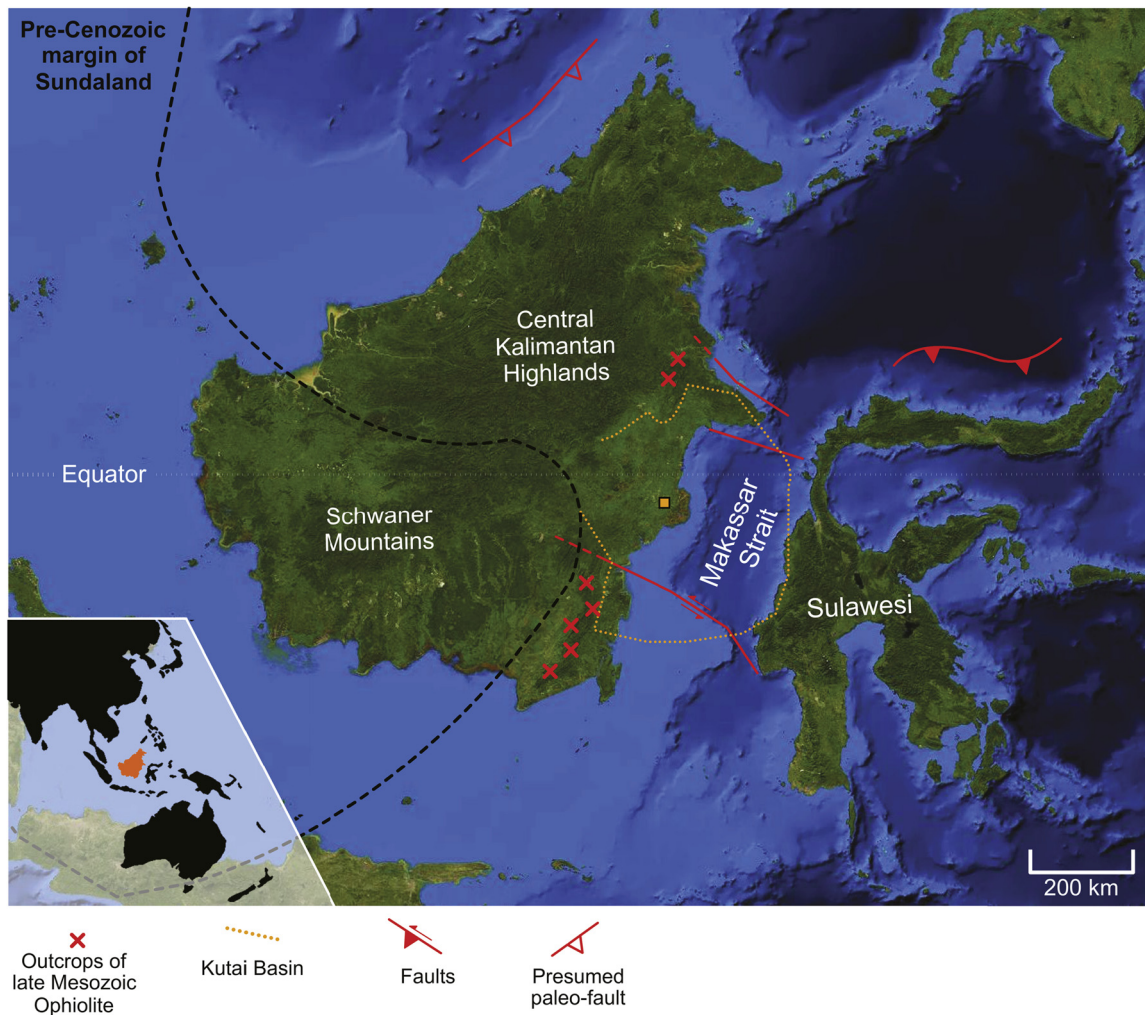 Pre-Cenozoic
margin of
Sundaland
Central
Kalimantan
Highlands
Equator
Schwaner
Mountains
Makassar
Strait
Sulawesi
200 km
Outcrops of
late Mesozoic
Ophiolite
Kutai Basin
Faults
Presumed
paleo-fault